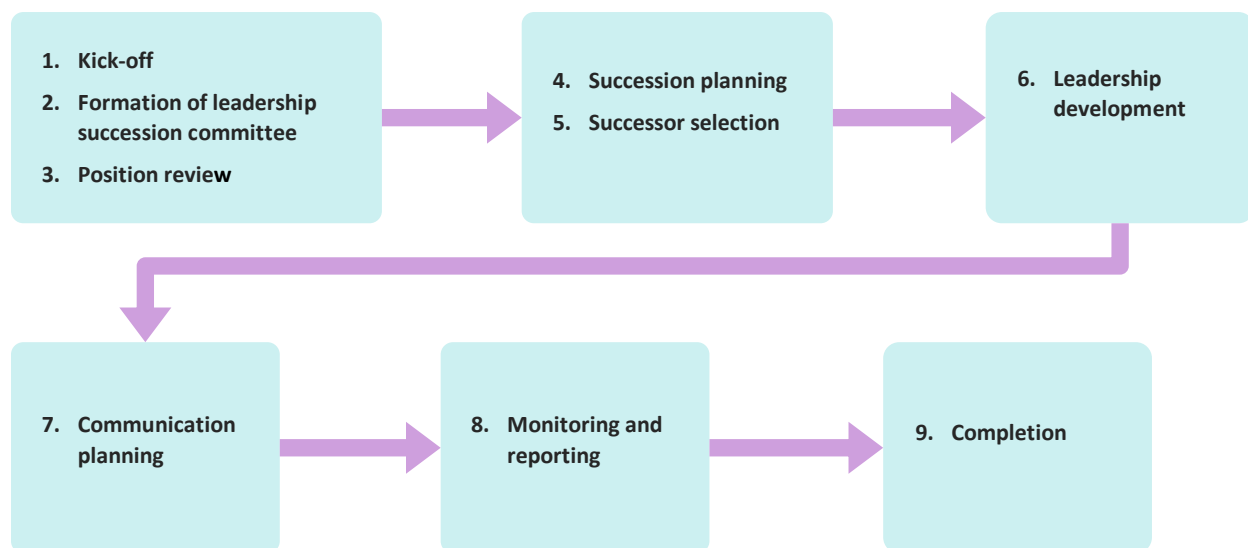 1. Kick-off
2. Formation of leadership
succession committee
3. Position review
4. Succession planning
5. Successor selection
6. Leadership
development
7. Communication
planning
8. Monitoring and
reporting
9. Completion